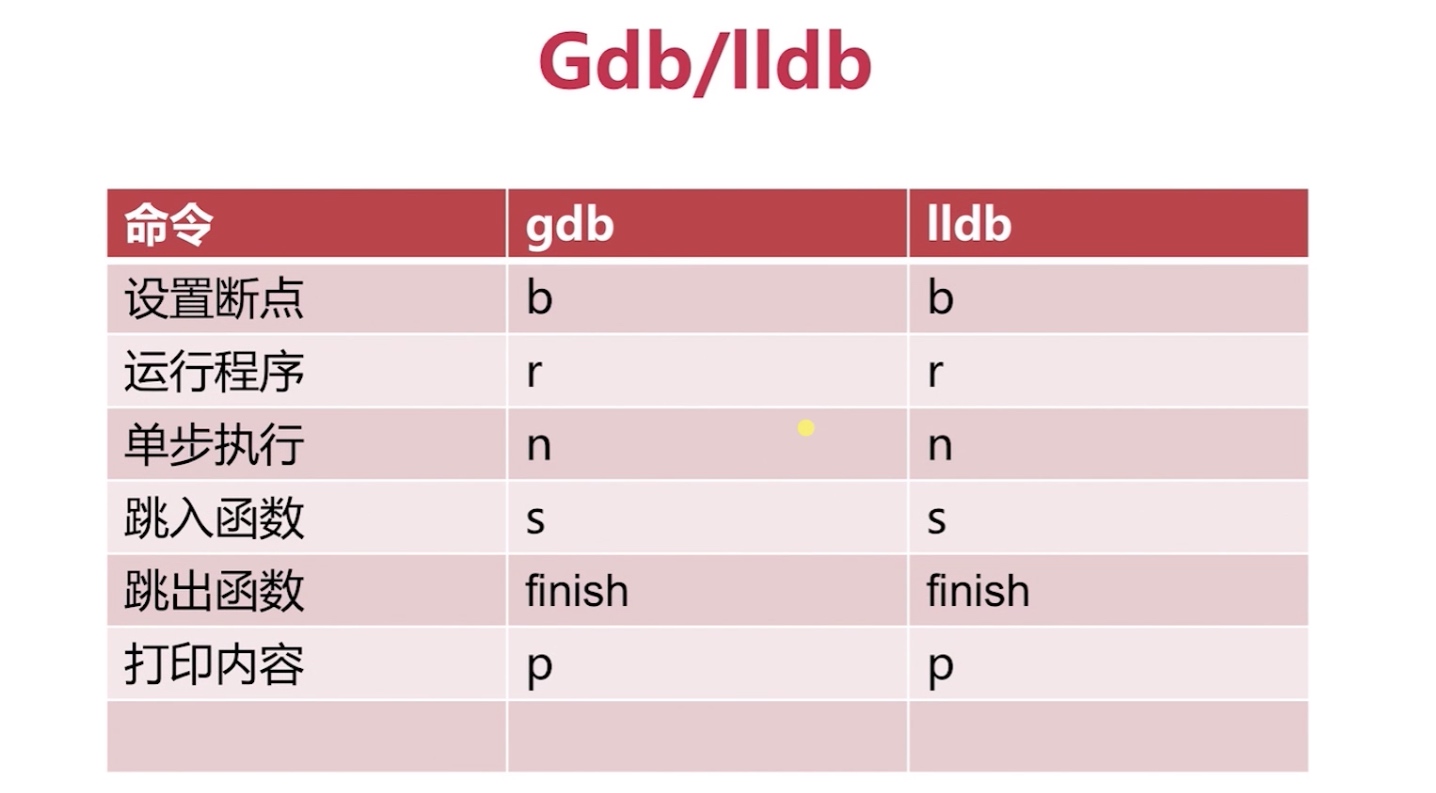 Gdb/lldb
命令 gdb lldb
设置断点 b b
运行程序 r r
单步执行 n n
跳入函数 s s
跳出函数 finish finish
打印内容 p p